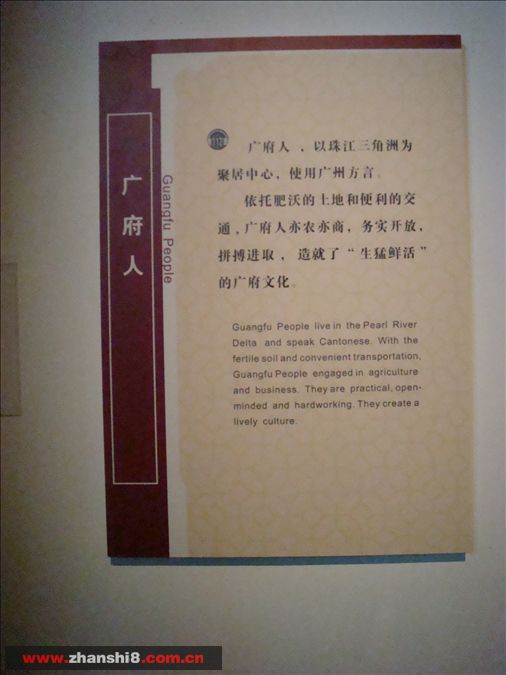 广府人
Guangfu People
广府人，以珠江三角洲为
聚居中心，使用广州方言。
依托肥沃的土地和便利的交
通，广府人亦农亦商，务实开放，
拼搏进取，造就了“生猛鲜活”
的广府文化。
Guangfu People live in the Pearl River
Delta and speak Cantonese. With the
fertile soil and convenient transportation,
Guangfu People engaged in agriculture
and business. They are practical, open-
minded and hardworking. They create a
lively culture.
www.zhanshi8.com.cn